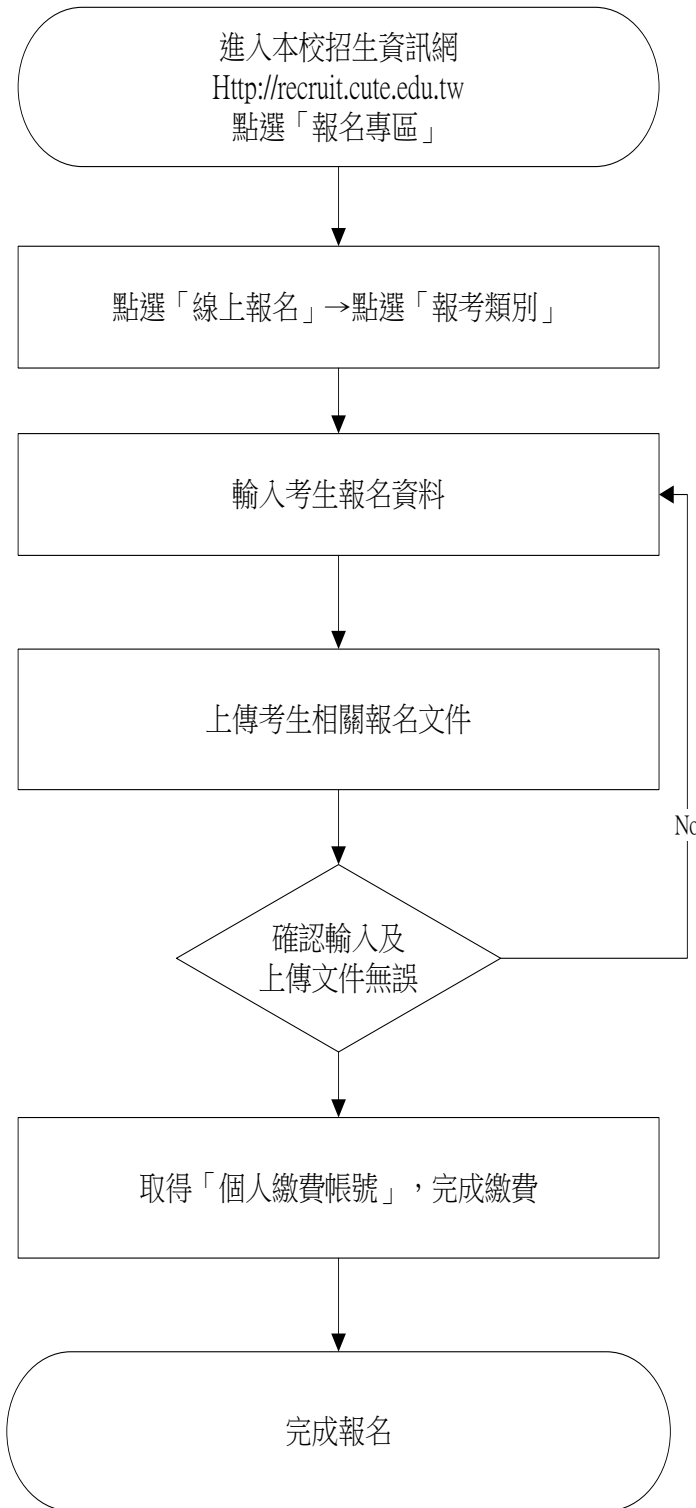 進入本校招生資訊網
Http://recruit.cute.edu.tw
點選「報名專區」
點選「線上報名」→點選「報考類別」
輸入考生報名資料
上傳考生相關報名文件
No
確認輸入及
上傳文件無誤
取得「個人繳費帳號」，完成繳費
完成報名